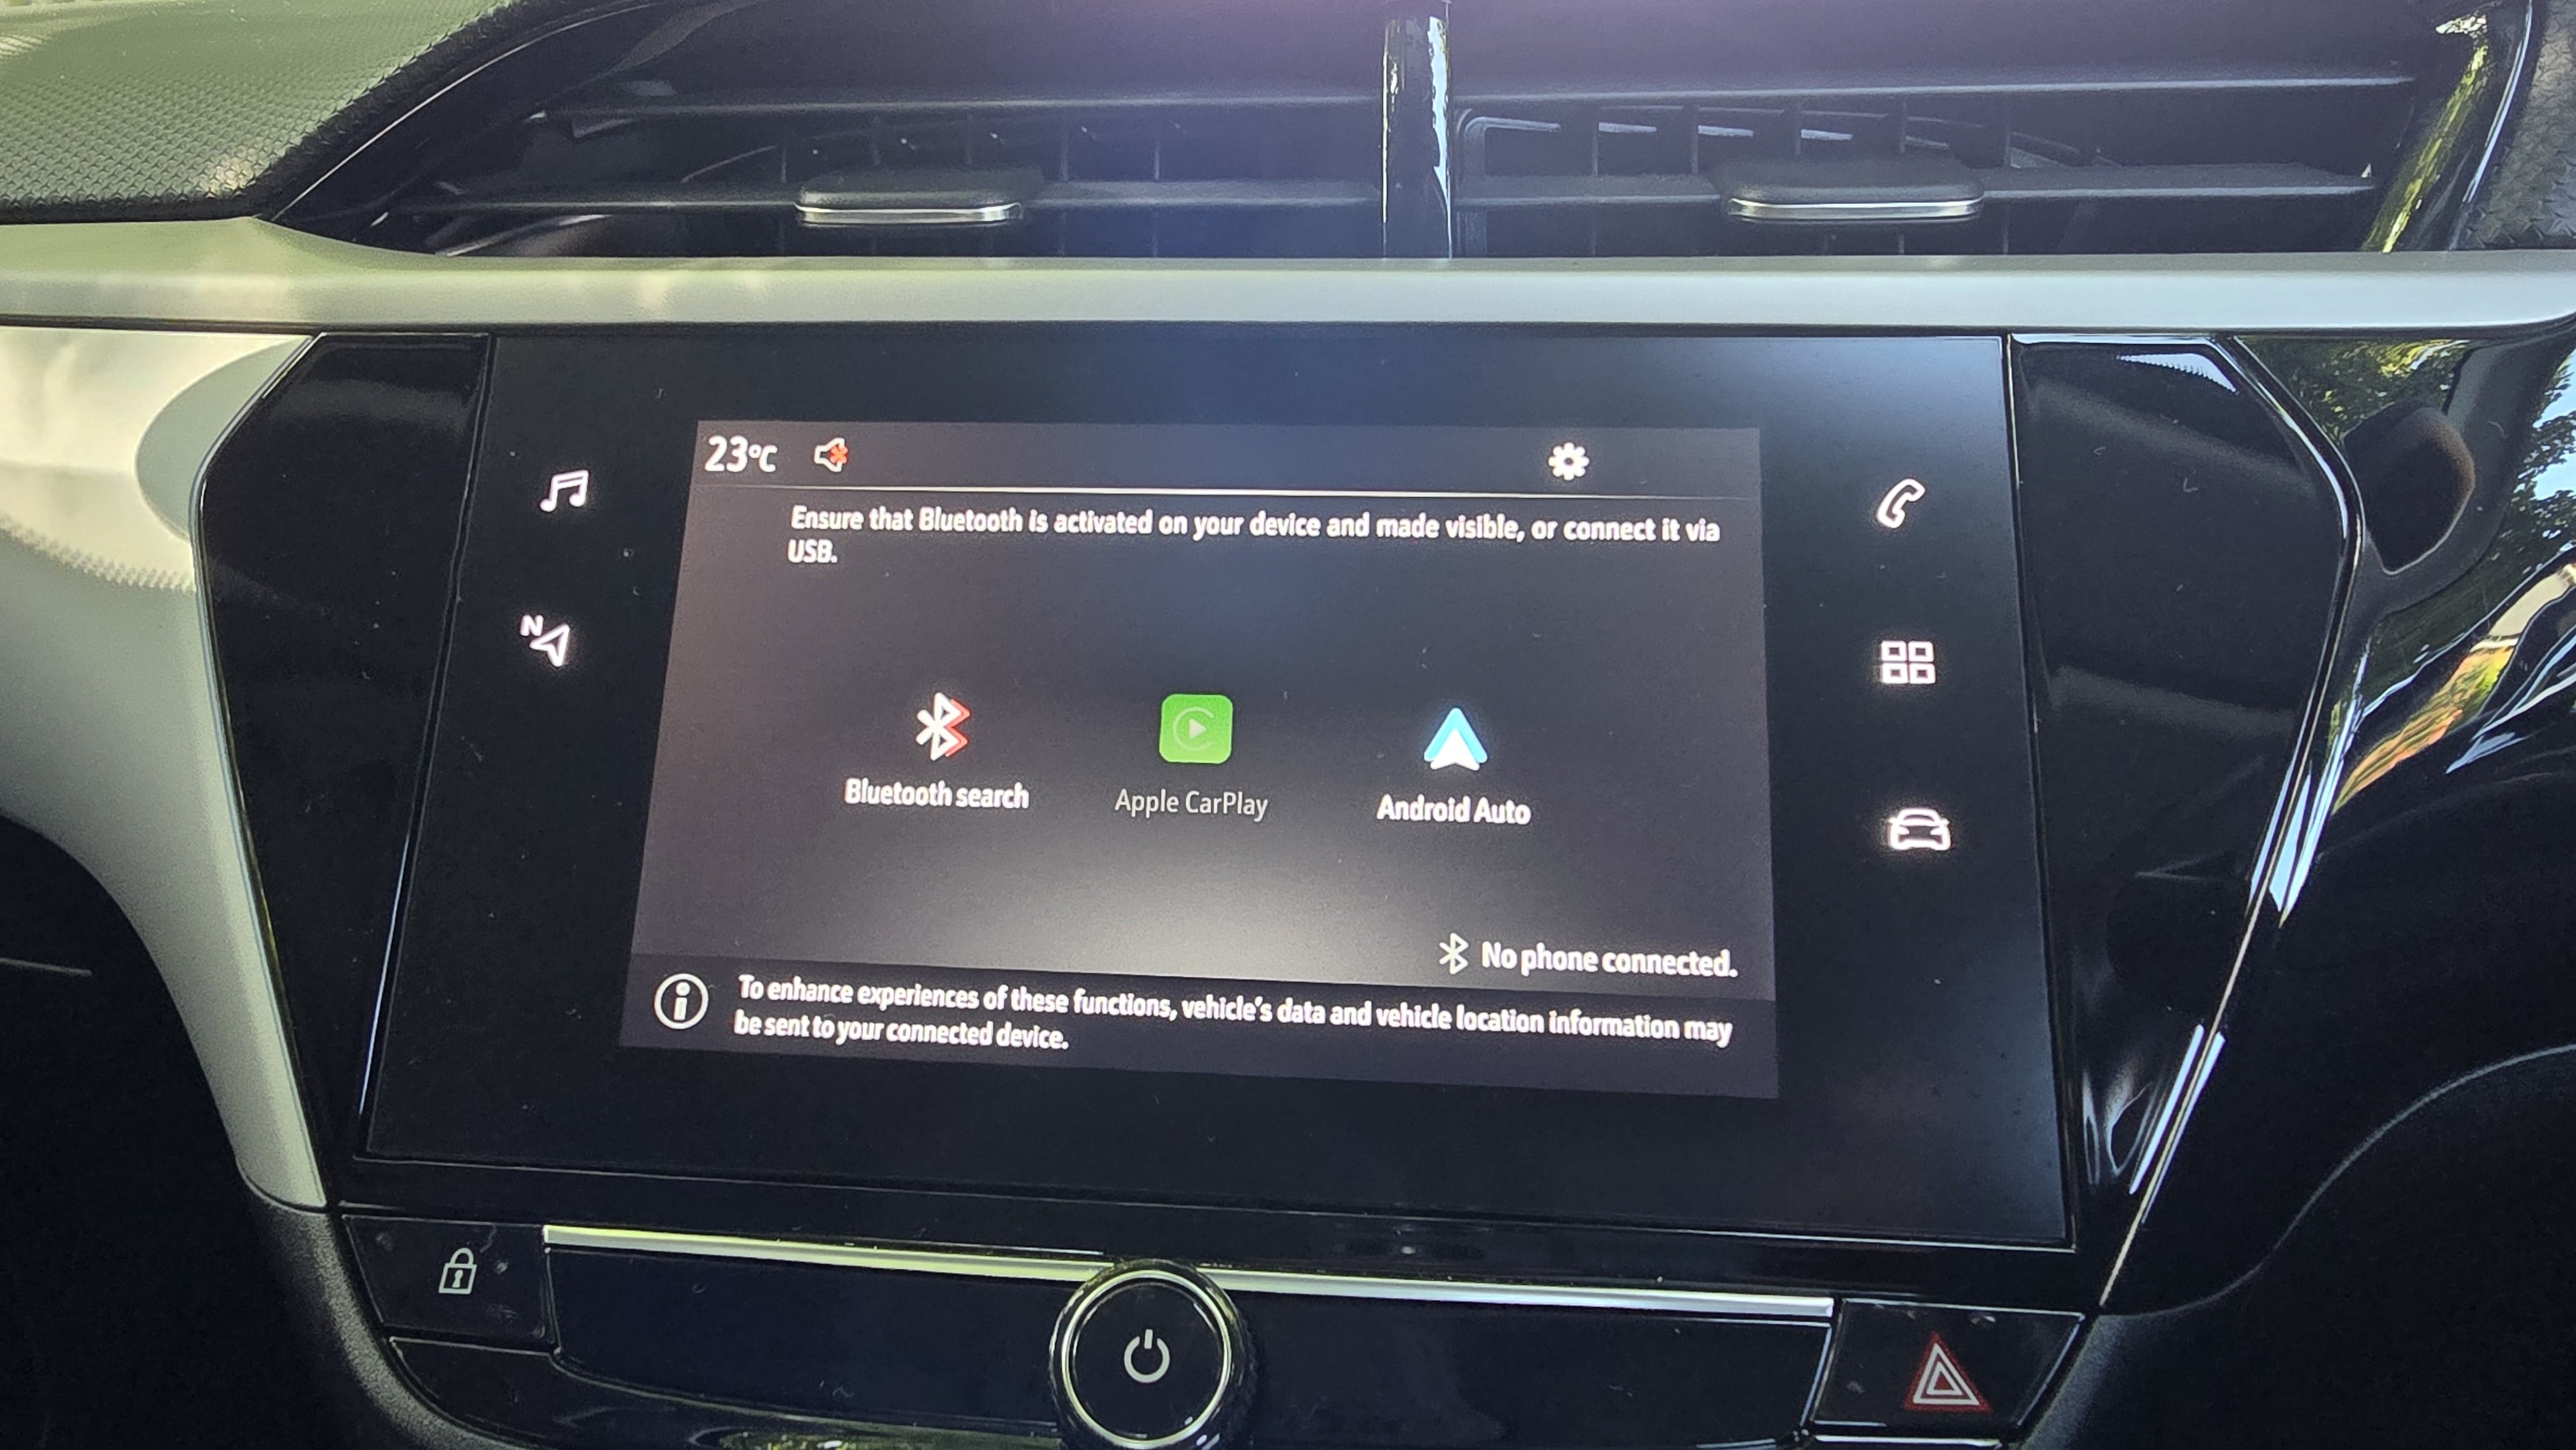 23°C
Ensure that Bluetooth is activated on your device and made visible, or connect it via
USB.
N
Bluetooth search
Apple CarPlay
Android Auto
No phone connected.
To enhance experiences of these functions, vehicle's data and vehicle location information may
be sent to your connected device.